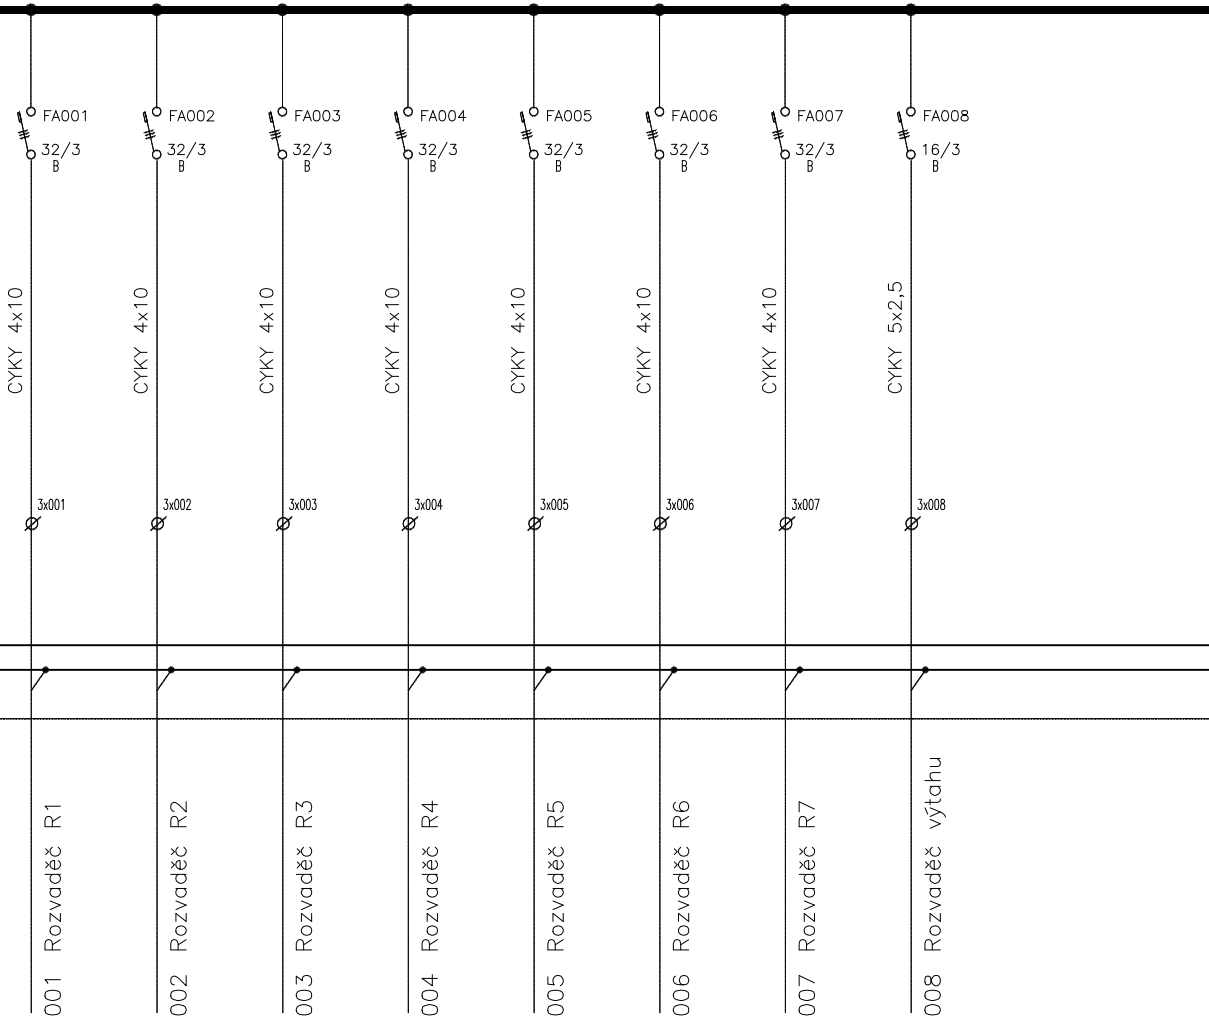 FA001
32/3
B
FA002
32/3
B
FA003
32/3
B
FA004
32/3
B
FA005
32/3
B
FA006
32/3
B
FA007
32/3
B
FA008
16/3
B
CYKY 4x10
CYKY 4x10
CYKY 4x10
CYKY 4x10
CYKY 4x10
CYKY 4x10
CYKY 4x10
CYKY 5x2,5
3x001
3x002
3x003
3x004
3x005
3x006
3x007
3x008
001 Rozvaděč R1
002 Rozvaděč R2
003 Rozvaděč R3
004 Rozvaděč R4
005 Rozvaděč R5
006 Rozvaděč R6
007 Rozvaděč R7
008 Rozvaděč výtahu